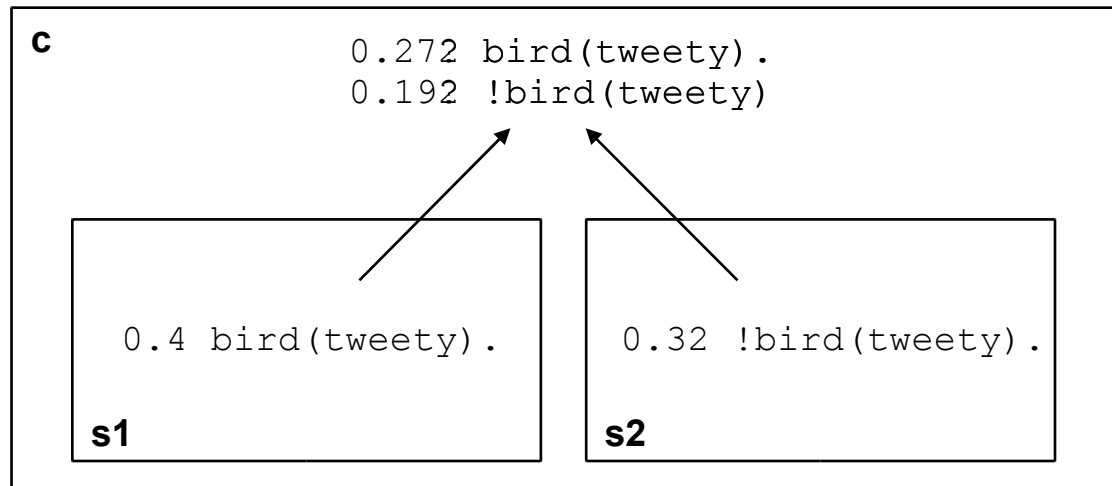 c
0.272 bird(tweety).
0.192 !bird(tweety)
0.4 bird(tweety).
s1
0.32 !bird(tweety).
s2